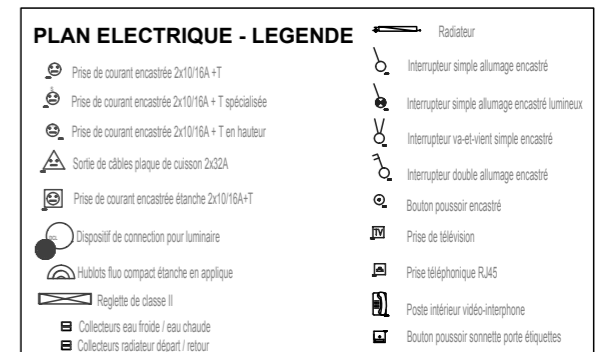 PLAN ELECTRIQUE - LEGENDE
Prise de courant encastrée 2x10/16A +T
Prise de courant encastrée 2x10/16A + T spécialisée
Prise de courant encastrée 2x10/16A + T en hauteur
Sortie de câbles plaque de cuisson 2x32A
Prise de courant encastrée étanche 2x10/16A+T
Dispositif de connection pour luminaire
Hublots fluo compact étanche en applique
Reglette de classe II
Collecteurs eau froide / eau chaude
Collecteurs radiateur départ / retour
Radiateur
Interrupteur simple allumage encastré
Interrupteur simple allumage encastré lumineux
Interrupteur va-et-vient simple encastré
Interrupteur double allumage encastré
Bouton poussoir encastré
TV
Prise de télévision
Prise téléphonique RJ45
Poste intérieur vidéo-interphone
Bouton poussoir sonnette porte étiquettes